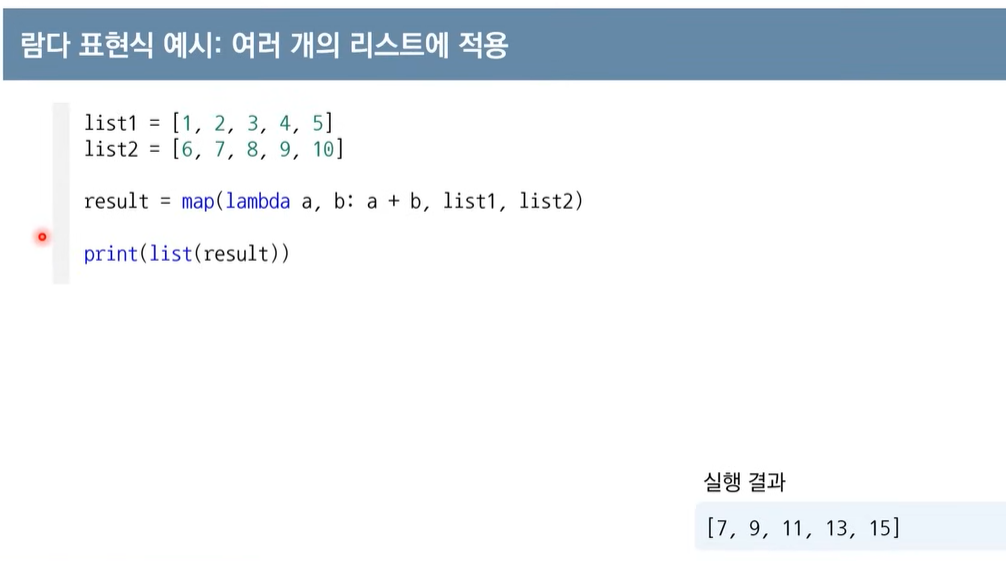 람다 표현식 예시: 여러 개의 리스트에 적용
list1 = [1, 2, 3, 4, 5]
list2 = [6, 7, 8, 9, 10]
result = map(lambda a, b: a + b, list1, list2)
print(list(result))
실행 결과
[7, 9, 11, 13, 15]